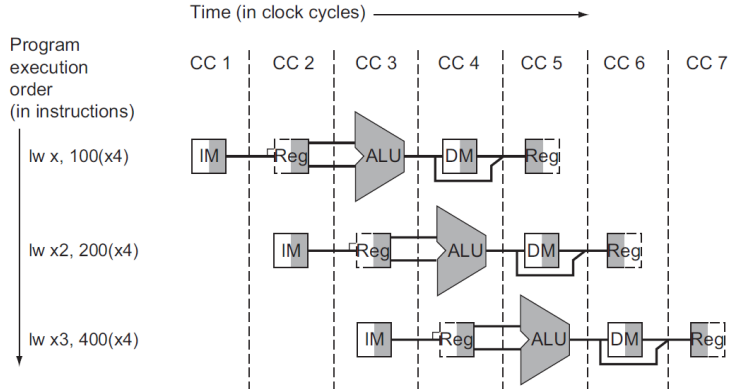 Time (in clock cycles)
Program
execution
order
(in instructions)
CC 1 CC 2 CC 3 CC 4 CC 5 CC 6 CC 7
lw x, 100(x4) IM Reg ALU DM Reg
lw x2, 200(x4) IM Reg ALU DM Reg
lw x3, 400(x4) IM Reg ALU DM Reg